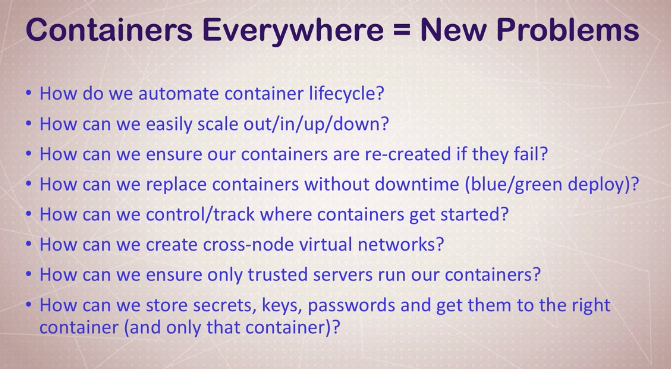 Containers Everywhere = New Problems
• How do we automate container lifecycle?
• How can we easily scale out/in/up/down?
• How can we ensure our containers are re-created if they fail?
• How can we replace containers without downtime (blue/green deploy)?
• How can we control/track where containers get started?
• How can we create cross-node virtual networks?
• How can we ensure only trusted servers run our containers?
• How can we store secrets, keys, passwords and get them to the right
container (and only that container)?